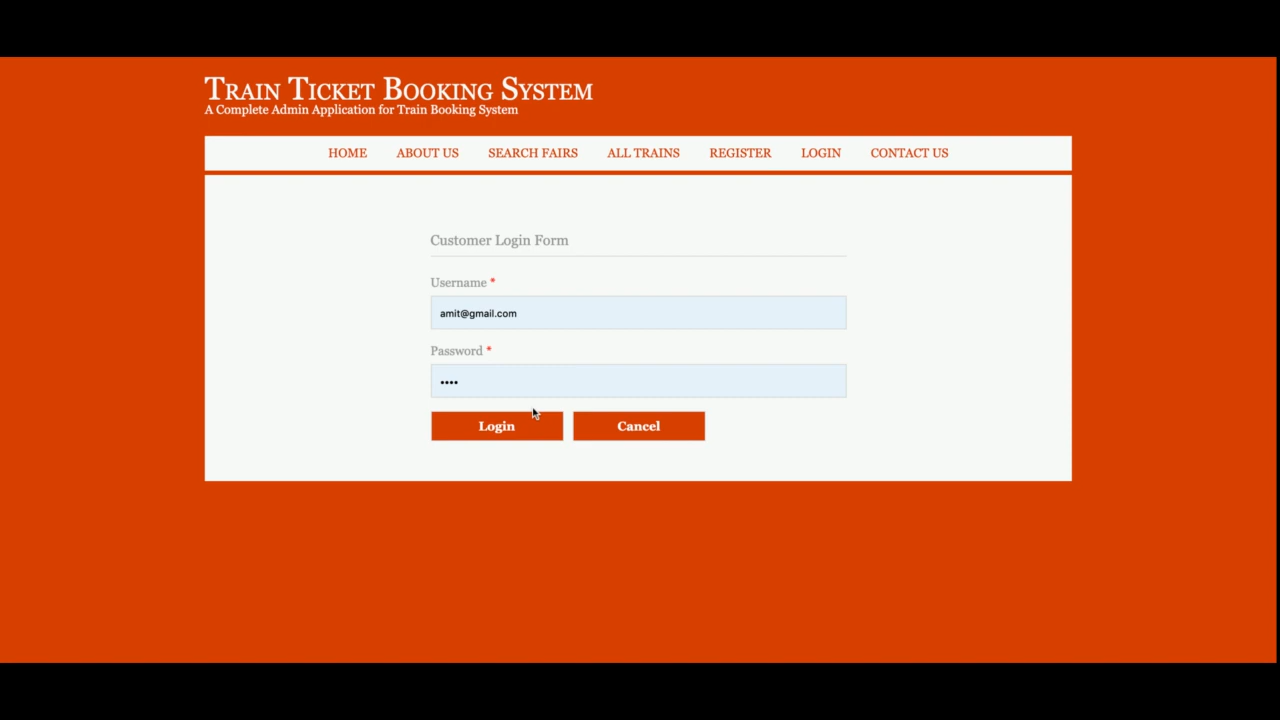 Train Ticket Booking System
A Complete Admin Application for Train Booking System
HOME ABOUT US SEARCH FAIRS ALL TRAINS REGISTER LOGIN CONTACT US
Customer Login Form
Username *
amit@gmail.com
Password *
••••
Login Cancel